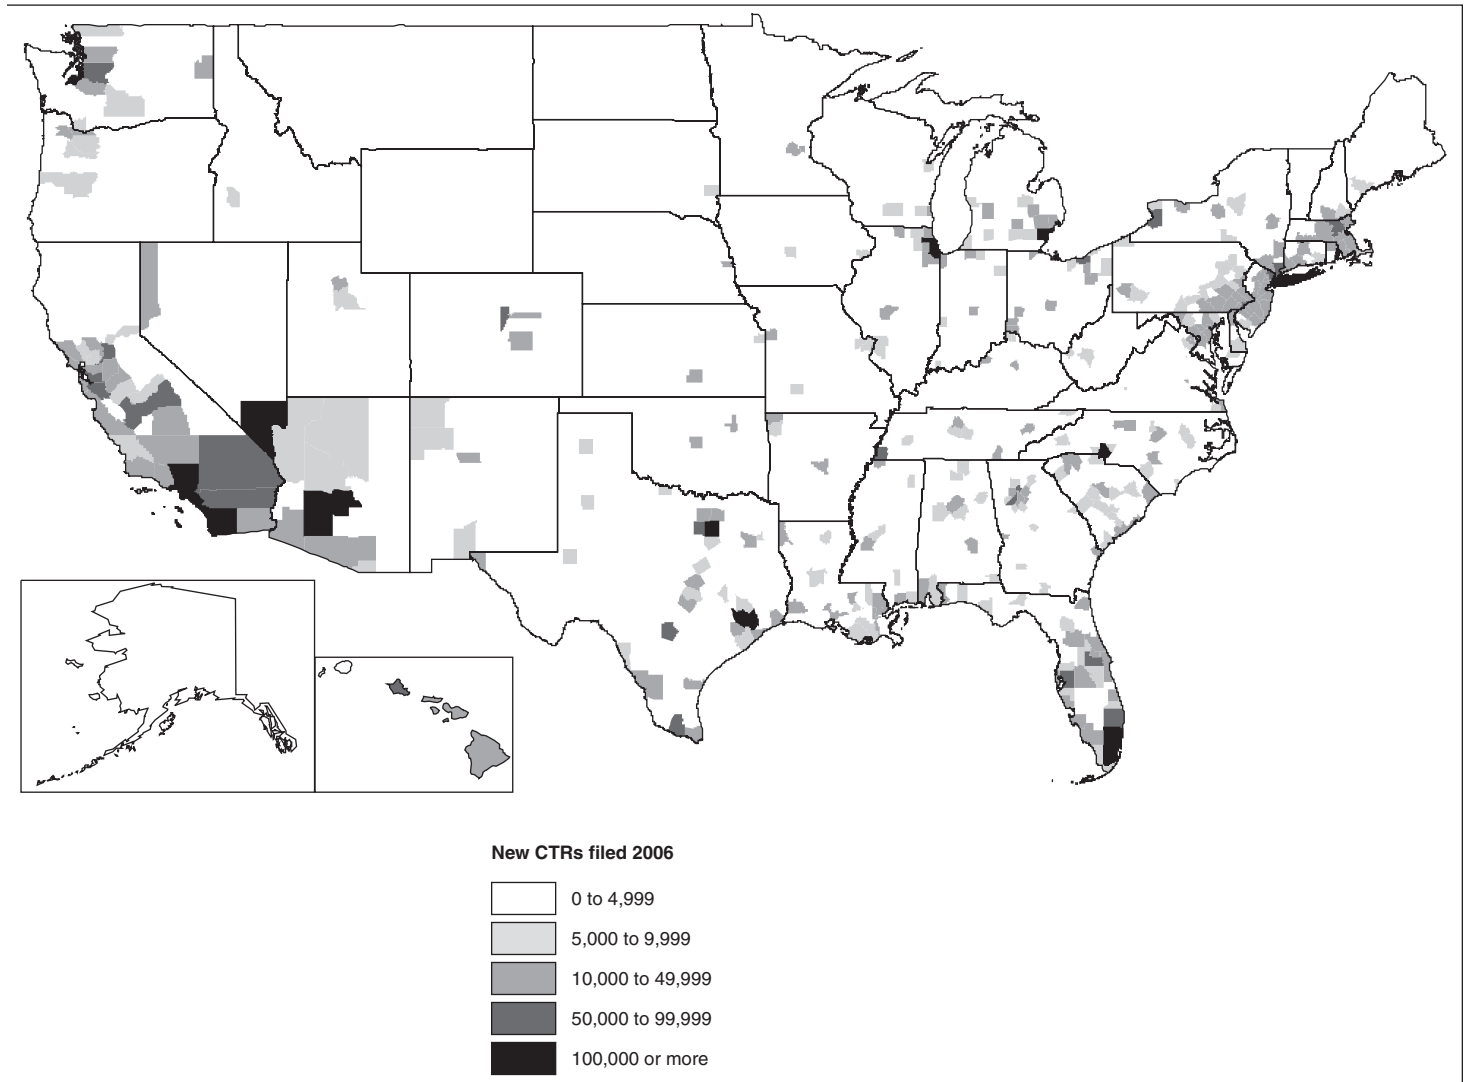 New CTRs filed 2006
0 to 4,999
5,000 to 9,999
10,000 to 49,999
50,000 to 99,999
100,000 or more